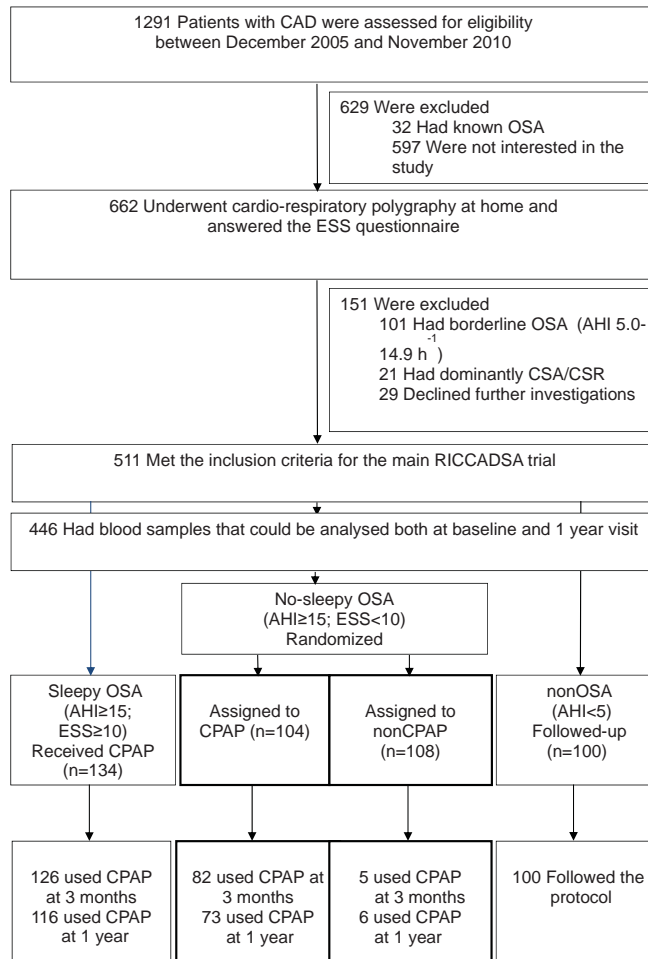 1291 Patients with CAD were assessed for eligibility
between December 2005 and November 2010
629 Were excluded
32 Had known OSA
597 Were not interested in the
study
662 Underwent cardio-respiratory polygraphy at home and
answered the ESS questionnaire
151 Were excluded
101 Had borderline OSA (AHI 5.0-
14.9 h-1)
21 Had dominantly CSA/CSR
29 Declined further investigations
511 Met the inclusion criteria for the main RICCADSA trial
446 Had blood samples that could be analysed both at baseline and 1 year visit
No-sleepy OSA
(AHI≥15; ESS<10)
Randomized
Sleepy OSA
(AHI≥15;
ESS≥10)
Received CPAP
(n=134)
Assigned to
CPAP (n=104)
Assigned to
nonCPAP
(n=108)
nonOSA
(AHI<5)
Followed-up
(n=100)
126 used CPAP
at 3 months
116 used CPAP
at 1 year
82 used CPAP at
3 months
73 used CPAP
at 1 year
5 used CPAP
at 3 months
6 used CPAP
at 1 year
100 Followed the
protocol